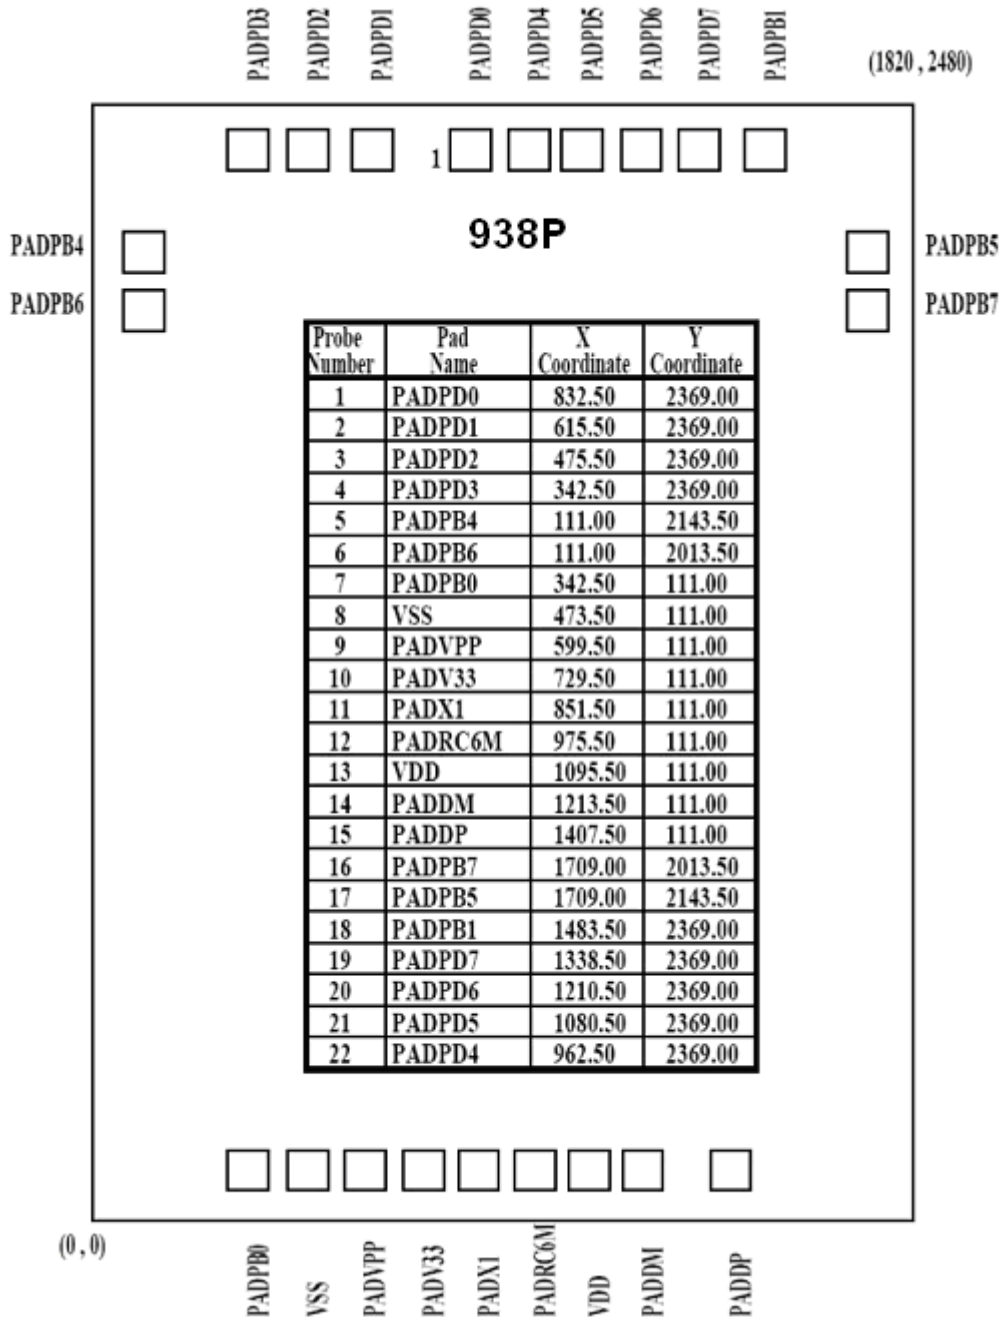 PADPD3 PADPD2 PADPD1 PADPD0 PADPD4 PADPD5 PADPD6 PADPD7 PADPB1
(1820 , 2480)
1
938P
PADPB4 PADPB5
PADPB6 PADPB7
Probe Number Pad Name X Coordinate Y Coordinate
1 PADPD0 832.50 2369.00
2 PADPD1 615.50 2369.00
3 PADPD2 475.50 2369.00
4 PADPD3 342.50 2369.00
5 PADPB4 111.00 2143.50
6 PADPB6 111.00 2013.50
7 PADPB0 342.50 111.00
8 VSS 473.50 111.00
9 PADVPP 599.50 111.00
10 PADV33 729.50 111.00
11 PADX1 851.50 111.00
12 PADRC6M 975.50 111.00
13 VDD 1095.50 111.00
14 PADDM 1213.50 111.00
15 PADDP 1407.50 111.00
16 PADPB7 1709.00 2013.50
17 PADPB5 1709.00 2143.50
18 PADPB1 1483.50 2369.00
19 PADPD7 1338.50 2369.00
20 PADPD6 1210.50 2369.00
21 PADPD5 1080.50 2369.00
22 PADPD4 962.50 2369.00
(0 , 0)
PADPB0 VSS PADVPP PADV33 PADX1 PADRC6M VDD PADDM PADDP